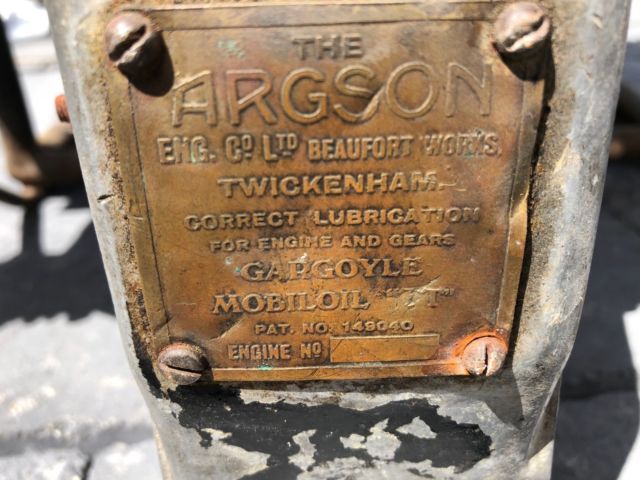 THE
ARGSON
ENG. CO LTD BEAUFORT WORKS,
TWICKENHAM.
CORRECT LUBRICATION
FOR ENGINE AND GEARS
GARGOYLE
MOBILOIL "TT"
PAT. NO. 149040
ENGINE NO